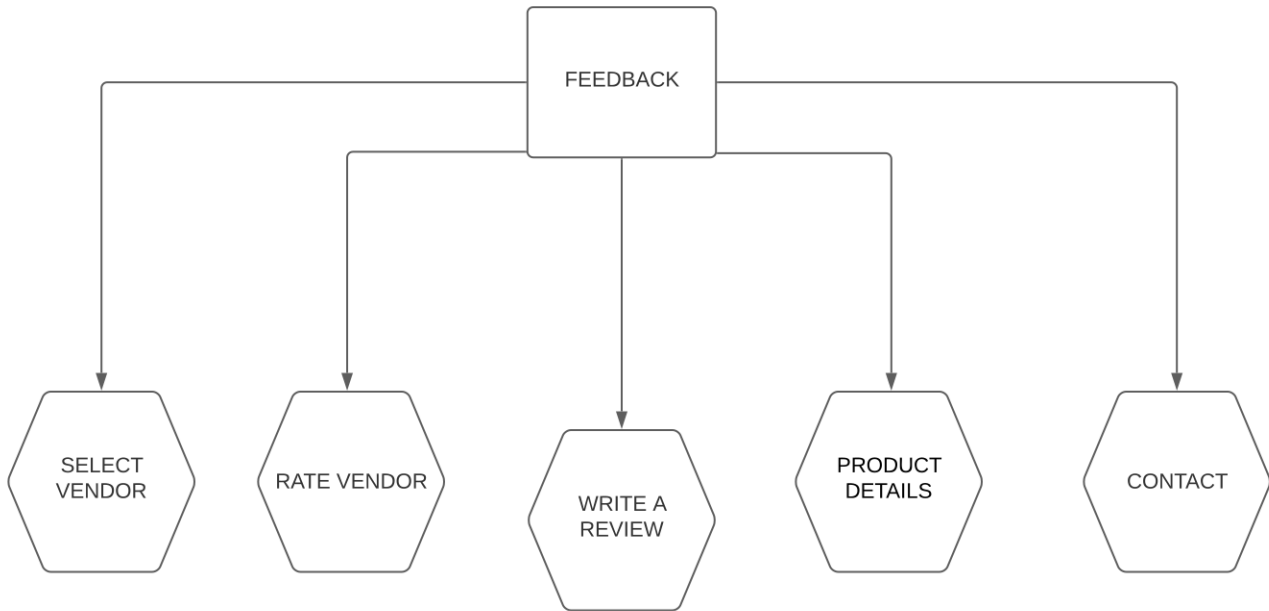 FEEDBACK
SELECT
VENDOR
RATE VENDOR
WRITE A
REVIEW
PRODUCT
DETAILS
CONTACT